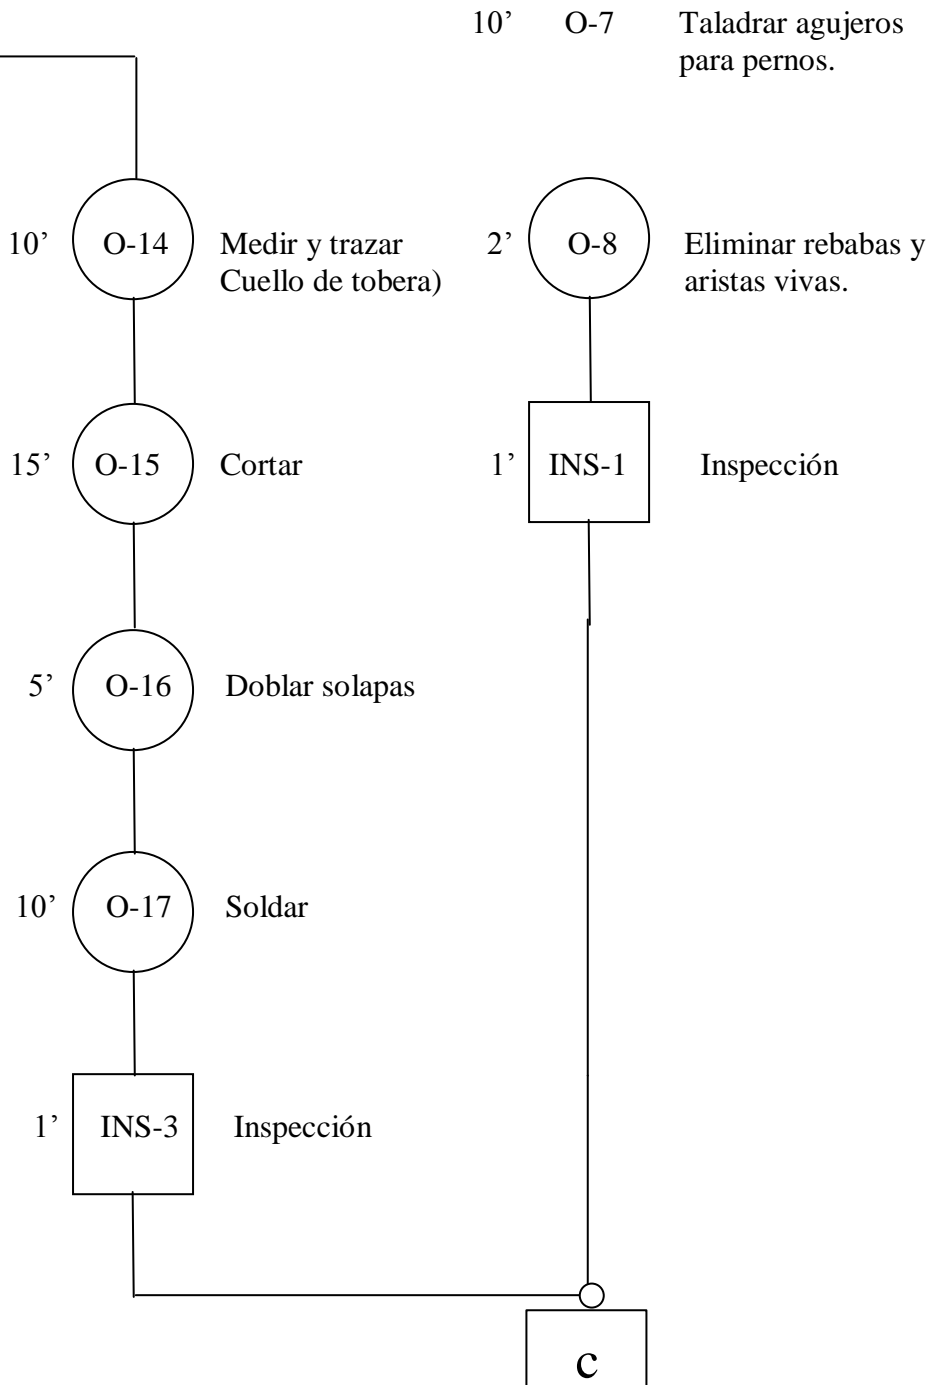 10’ O-7 Taladrar agujeros
para pernos.
10’ O-14 Medir y trazar
Cuello de tobera)
2’ O-8 Eliminar rebabas y
aristas vivas.
15’ O-15 Cortar
1’ INS-1 Inspección
5’ O-16 Doblar solapas
10’ O-17 Soldar
1’ INS-3 Inspección
c